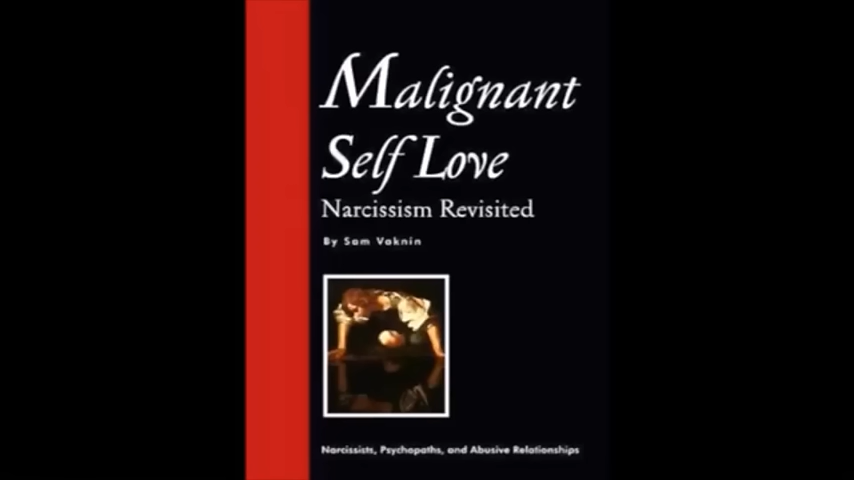 Malignant
Self Love
Narcissism Revisited
By Sam Vaknin
Narcissists, Psychopaths, and Abusive Relationships